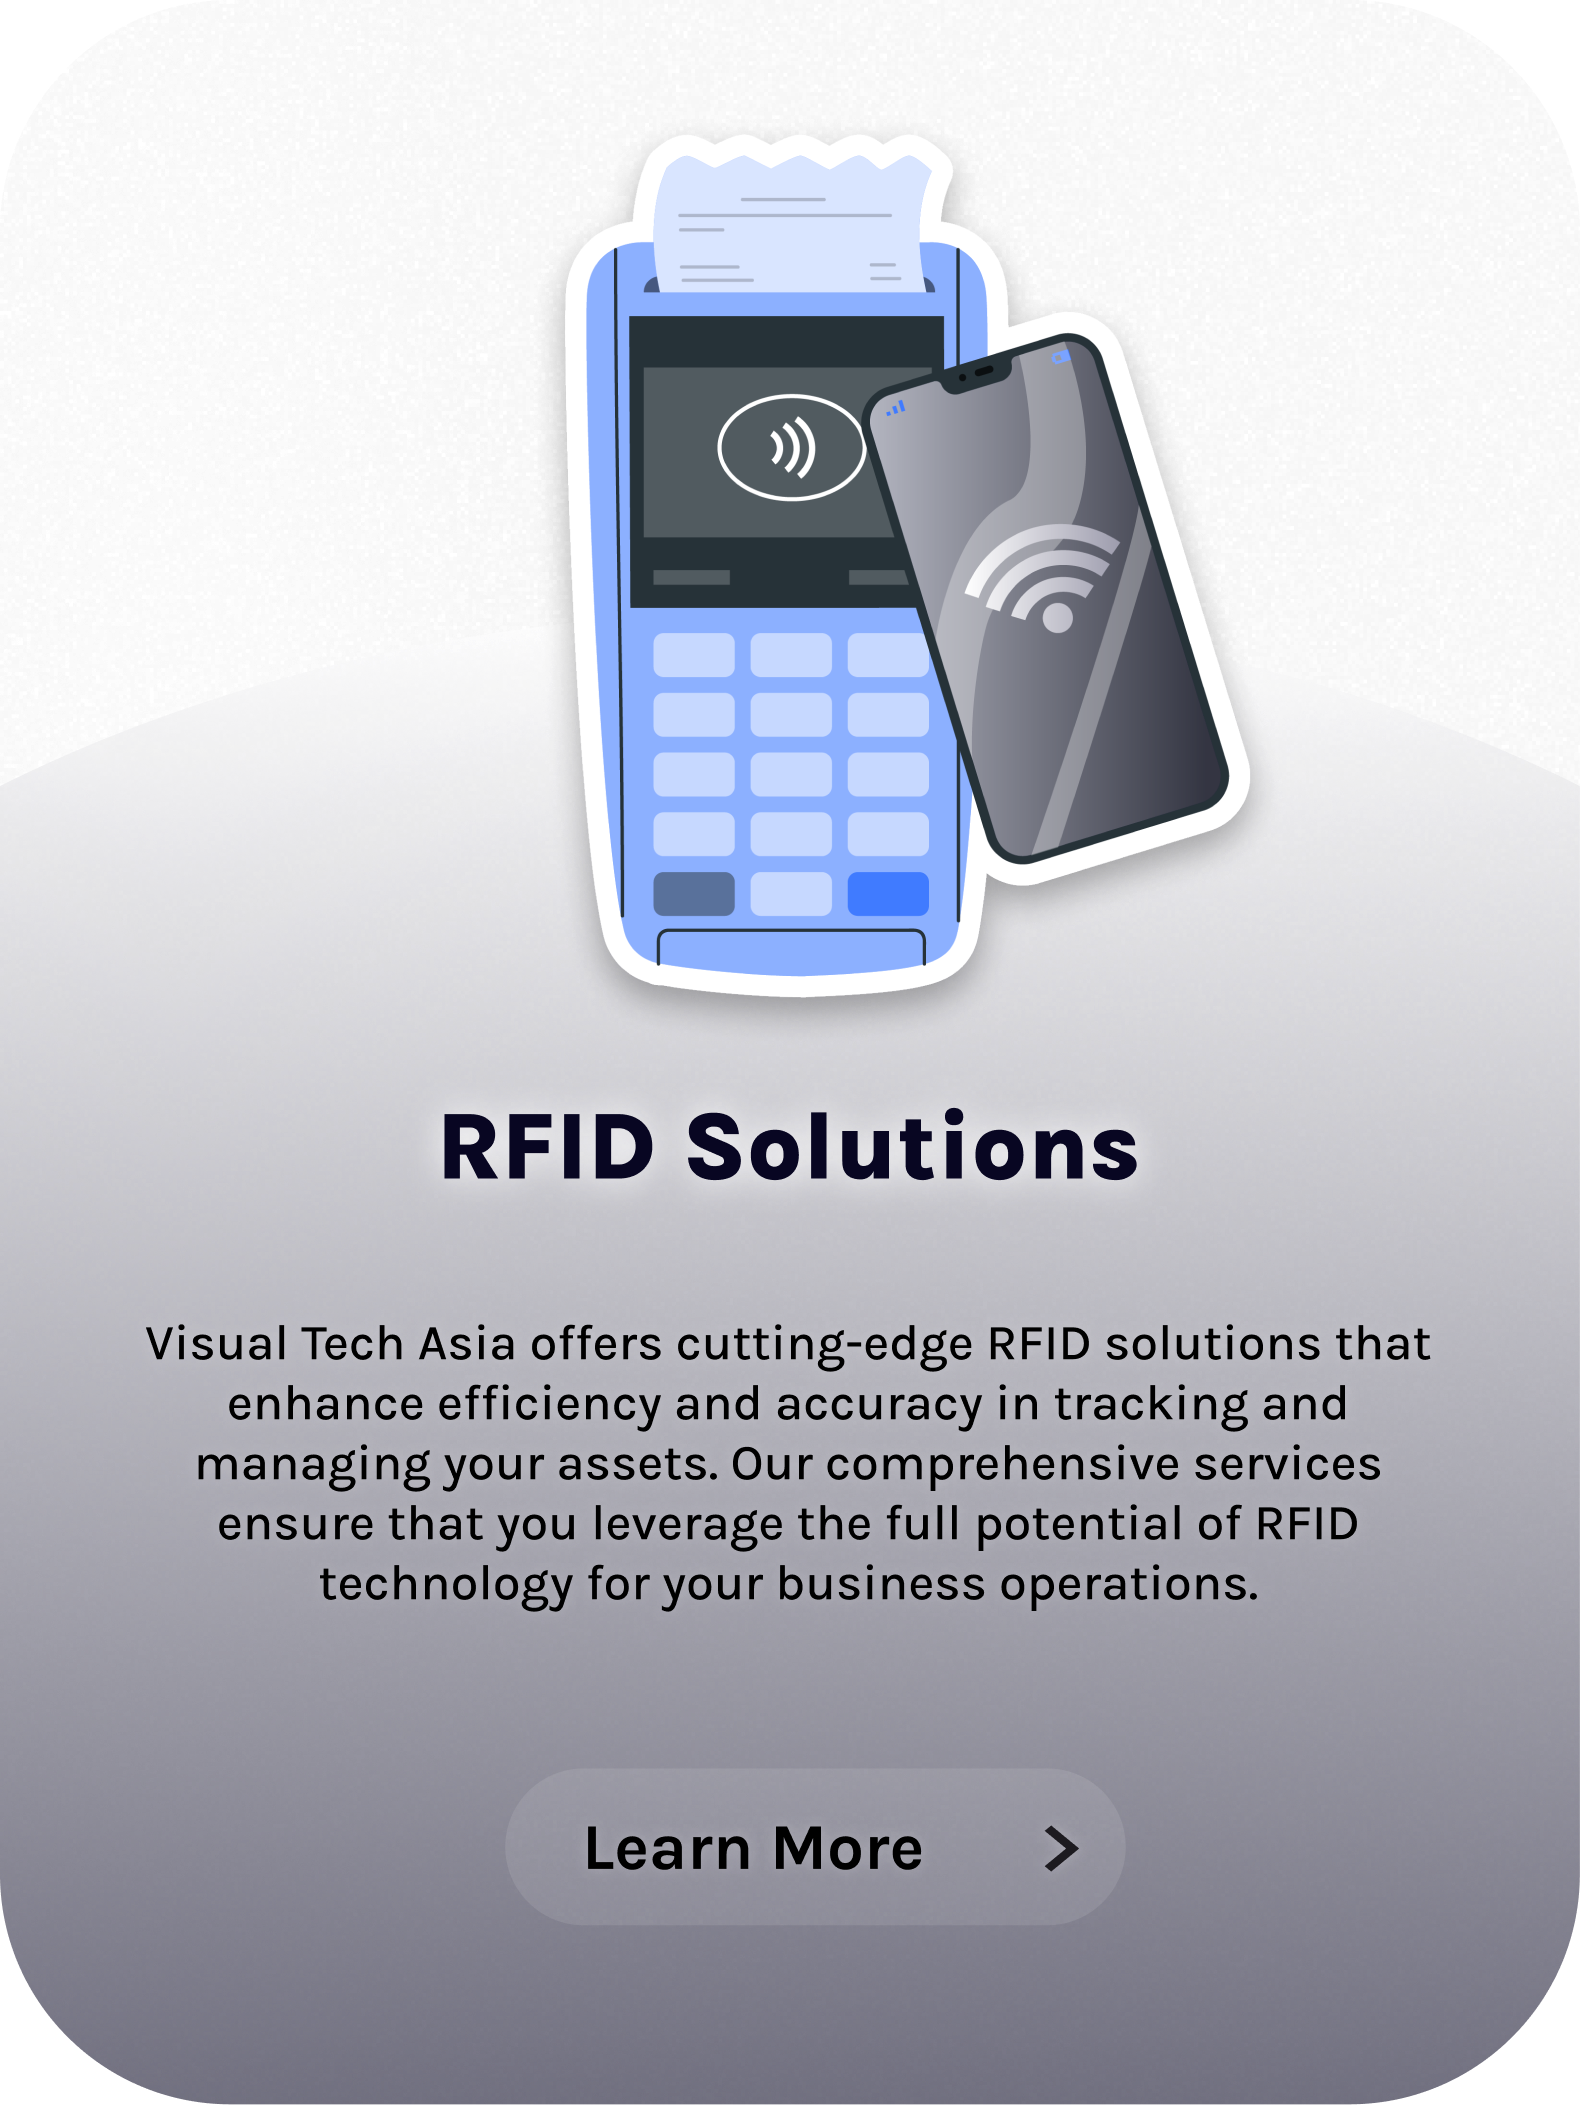 RFID Solutions
Visual Tech Asia offers cutting-edge RFID solutions that
enhance efficiency and accuracy in tracking and
managing your assets. Our comprehensive services
ensure that you leverage the full potential of RFID
technology for your business operations.
Learn More